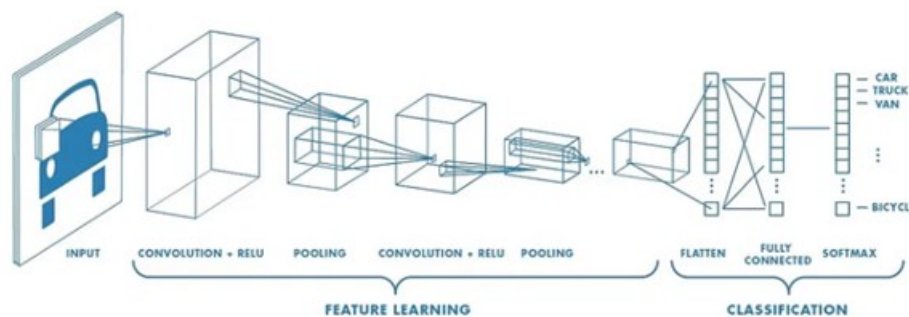 CAR
TRUCK
VAN
BICYCL
INPUT CONVOLUTION + RELU POOLING CONVOLUTION + RELU POOLING FLATTEN FULLY CONNECTED SOFTMAX
FEATURE LEARNING CLASSIFICATION